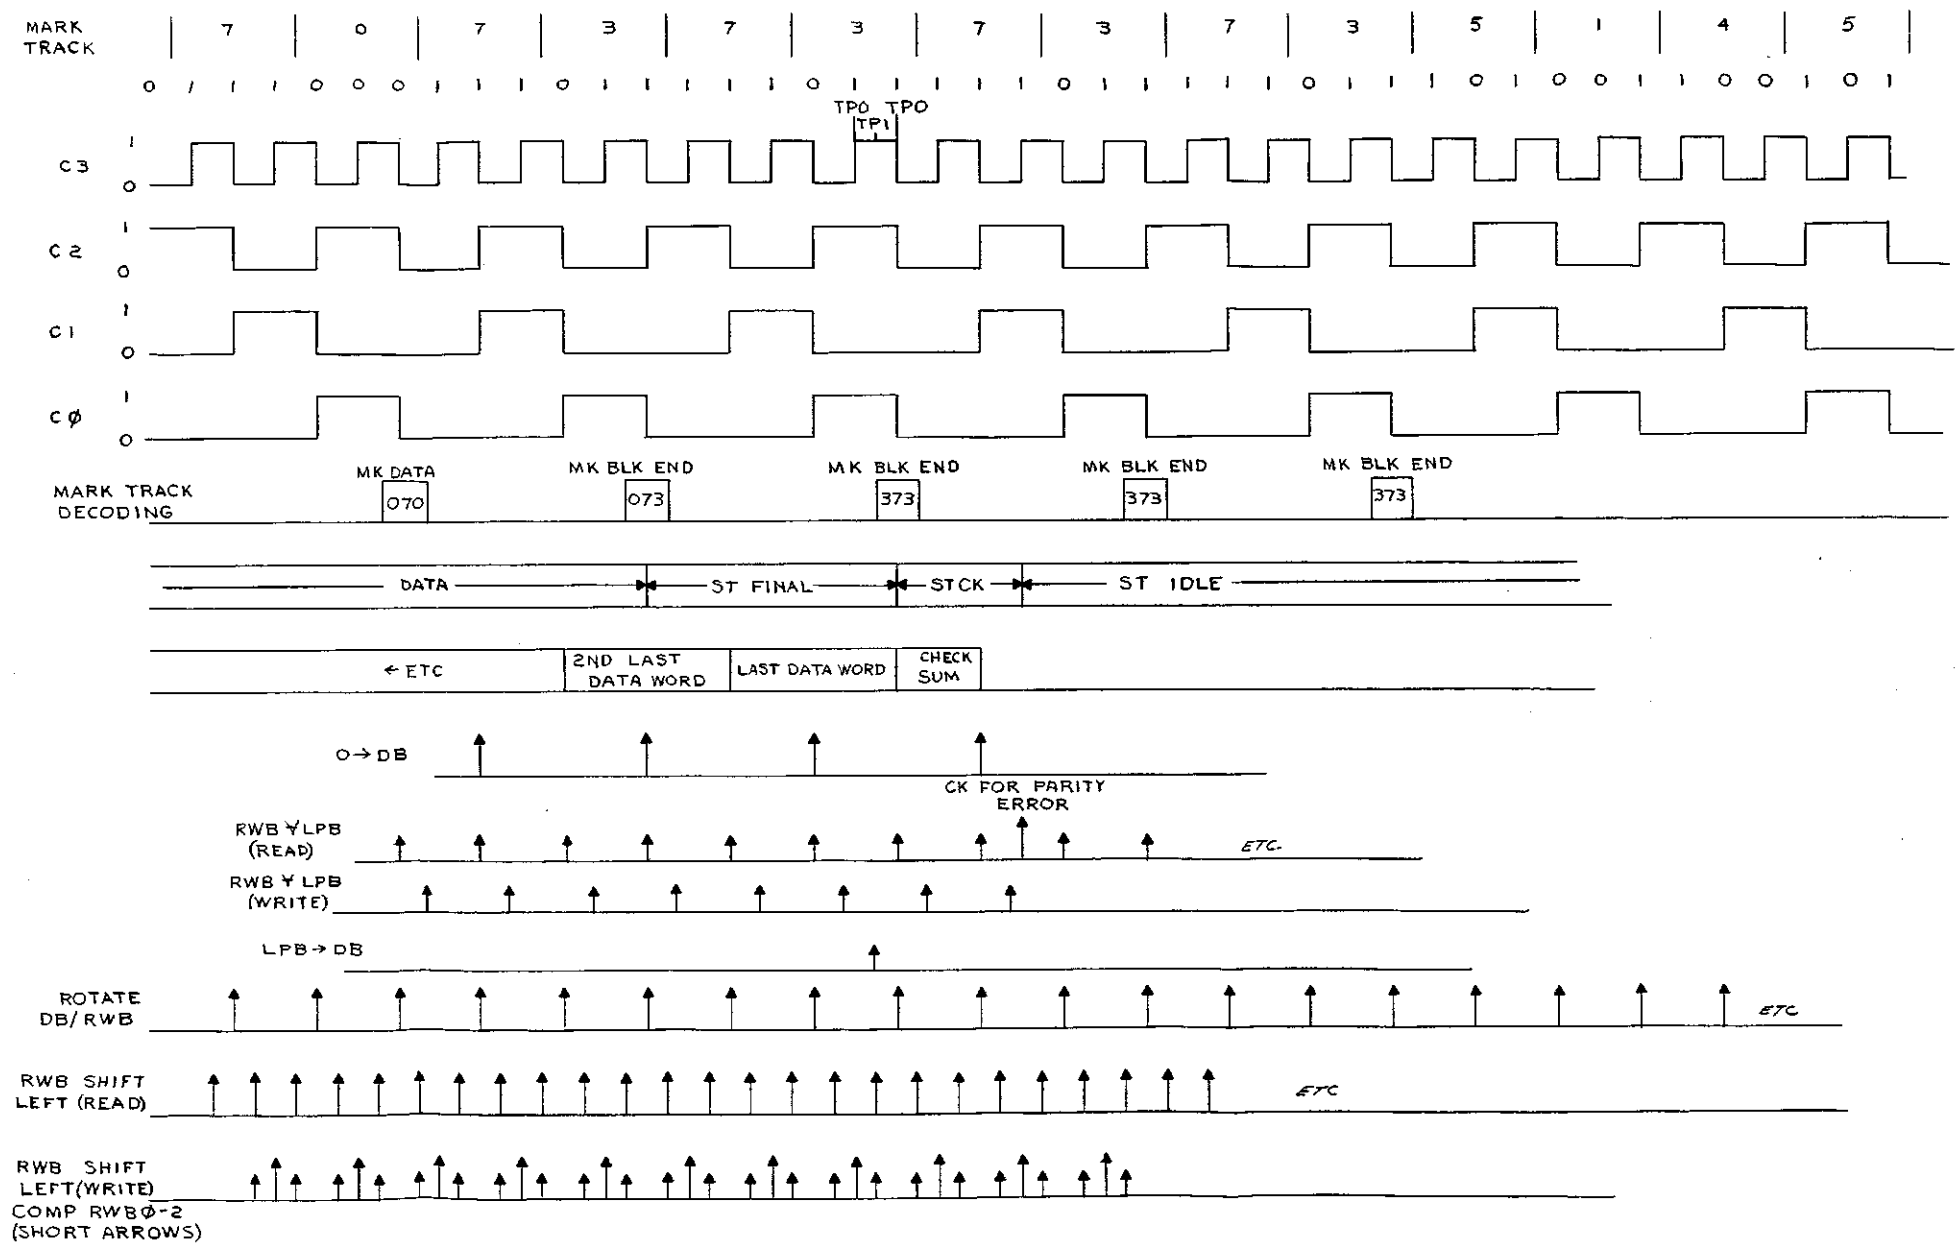 MARK TRACK | 7 | 0 | 7 | 3 | 7 | 3 | 7 | 3 | 7 | 3 | 5 | 1 | 4 | 5 |
0 1 1 1 0 0 0 1 1 1 0 1 1 1 1 1 0 1 1 1 1 1 0 1 1 1 1 1 0 1 1 1 0 1 0 0 1 1 0 0 1 0 1
TP0 TP0
TP1
C3
1
0
C2
1
0
C1
1
0
CØ
1
0
MK DATA MK BLK END MK BLK END MK BLK END MK BLK END
MARK TRACK
DECODING
070 073 373 373 373
DATA ST FINAL STCK ST IDLE
← ETC
2ND LAST
DATA WORD
LAST DATA WORD
CHECK
SUM
0→DB
CK FOR PARITY
ERROR
RWB ⩝ LPB
(READ)
ETC.
RWB ⩝ LPB
(WRITE)
LPB→DB
ROTATE
DB/RWB
ETC
RWB SHIFT
LEFT (READ)
ETC
RWB SHIFT
LEFT(WRITE)
COMP RWBØ-2
(SHORT ARROWS)